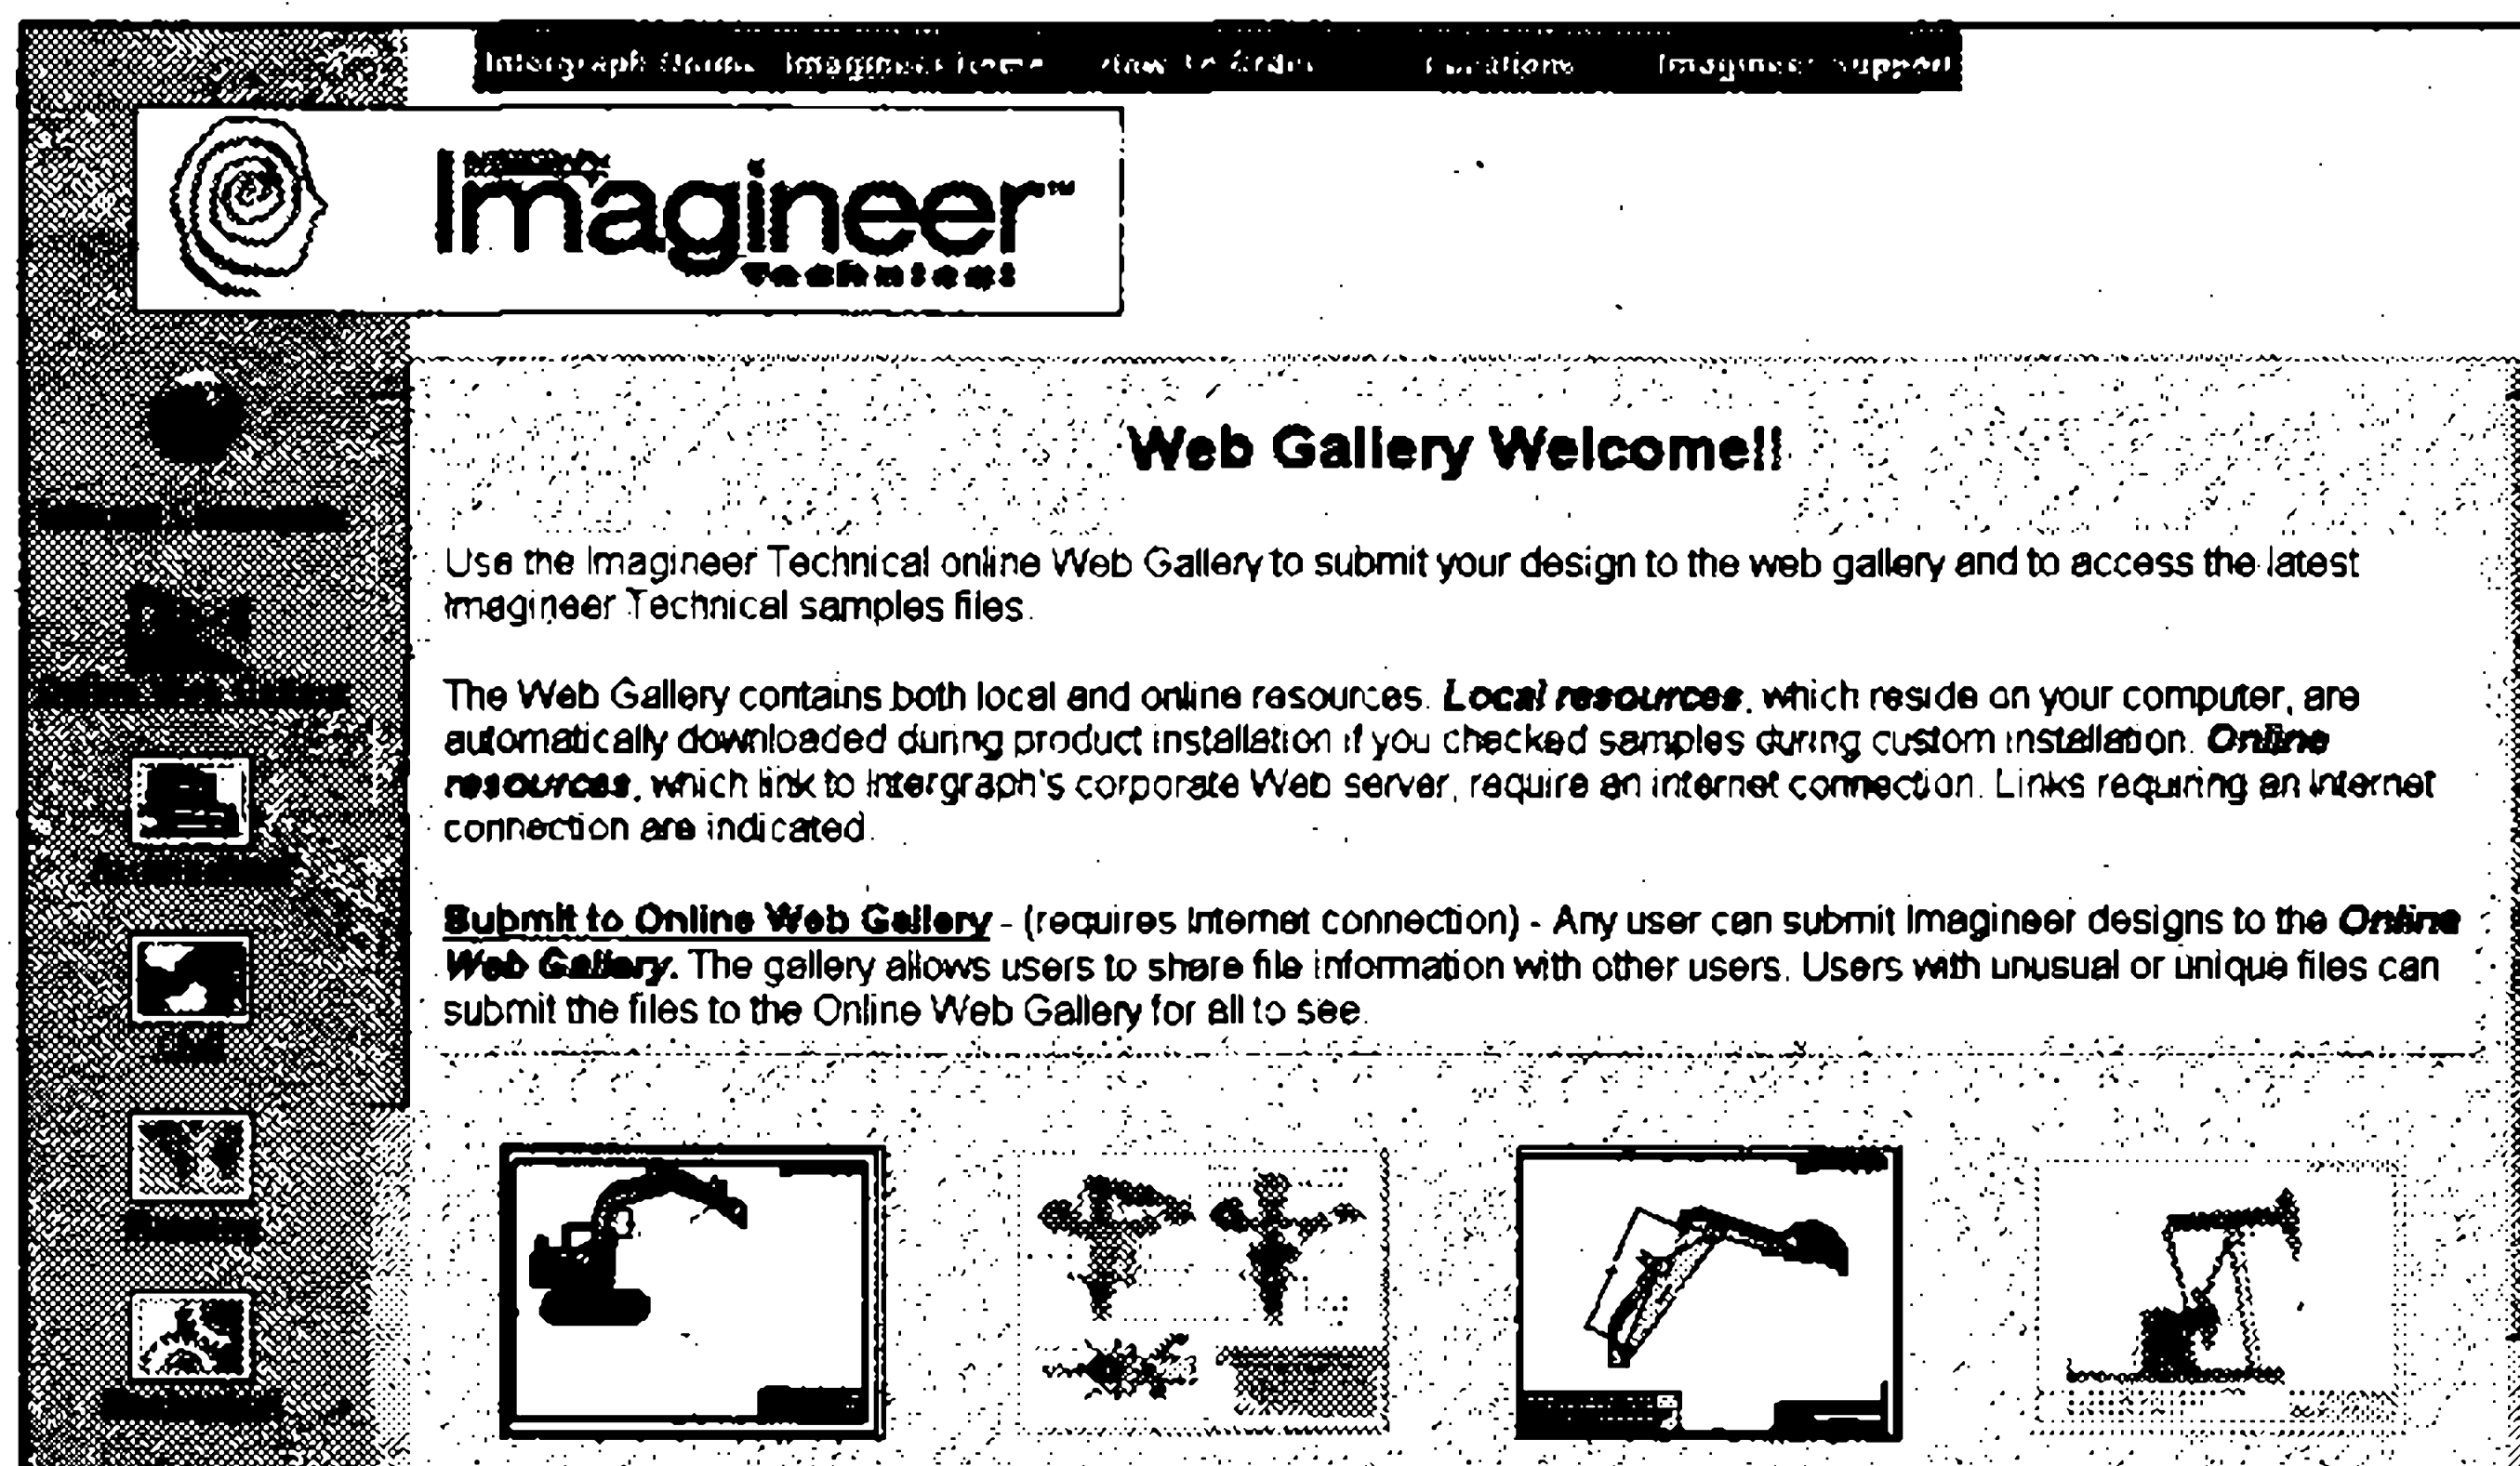 Intergraph Imagineer How To Order Locations Imagineer Support
Imagineer™
Technical
Web Gallery Welcome!!
Use the Imagineer Technical online Web Gallery to submit your design to the web gallery and to access the latest
Imagineer Technical samples files.
The Web Gallery contains both local and online resources. Local resources, which reside on your computer, are
automatically downloaded during product installation if you checked samples during custom installation. Online
resources, which link to Intergraph's corporate Web server, require an internet connection. Links requiring an Internet
connection are indicated.
Submit to Online Web Gallery - (requires Internet connection) - Any user can submit Imagineer designs to the Online
Web Gallery. The gallery allows users to share file information with other users. Users with unusual or unique files can
submit the files to the Online Web Gallery for all to see.